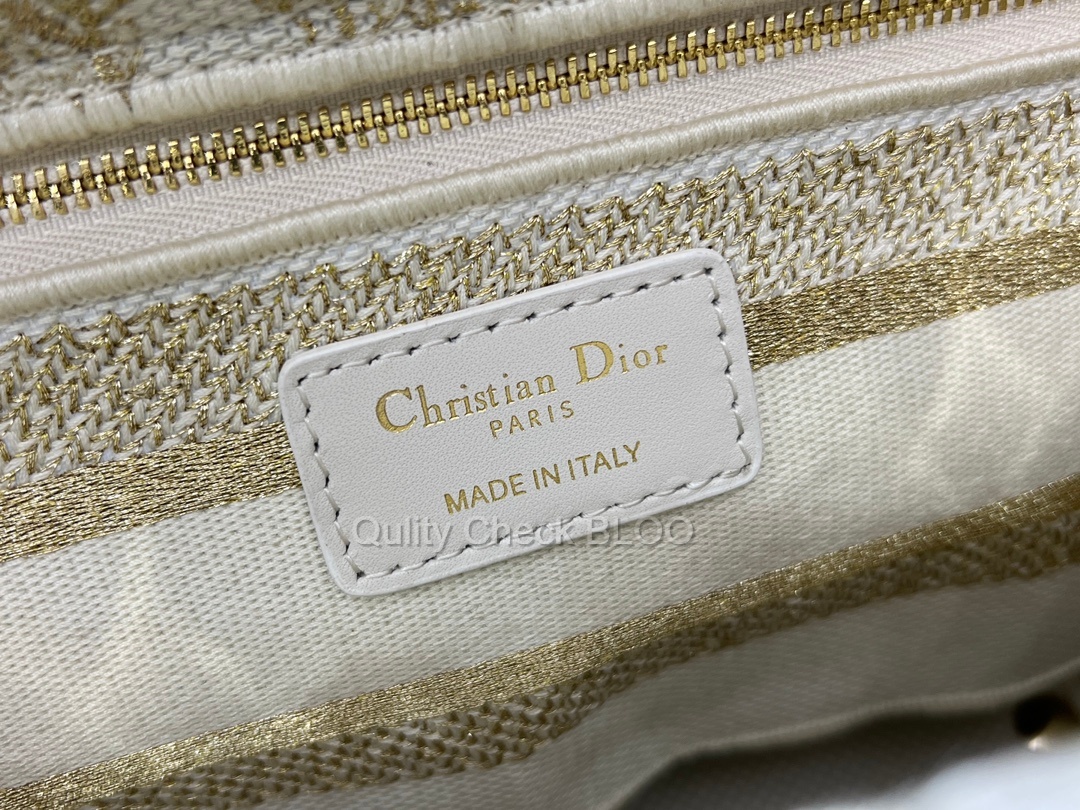 Christian Dior
PARIS
MADE IN ITALY
Qulity Check BLOO